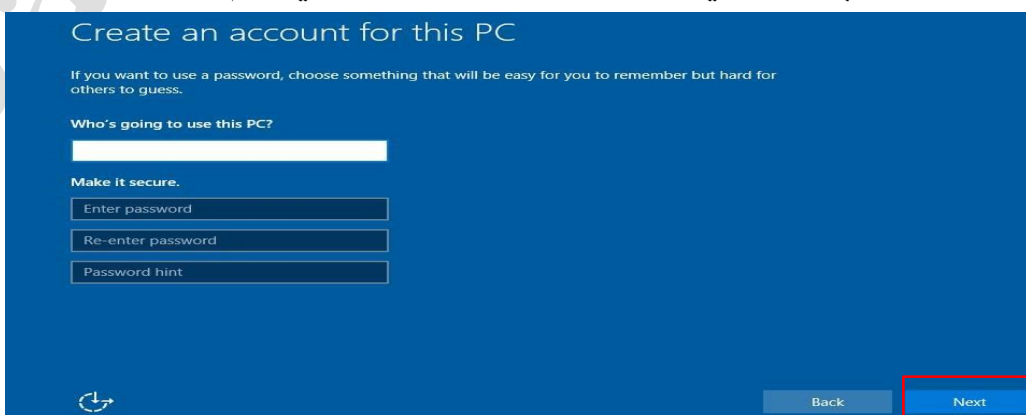 Create an account for this PC
If you want to use a password, choose something that will be easy for you to remember but hard for
others to guess.
Who's going to use this PC?
Make it secure.
Enter password
Re-enter password
Password hint
Back Next